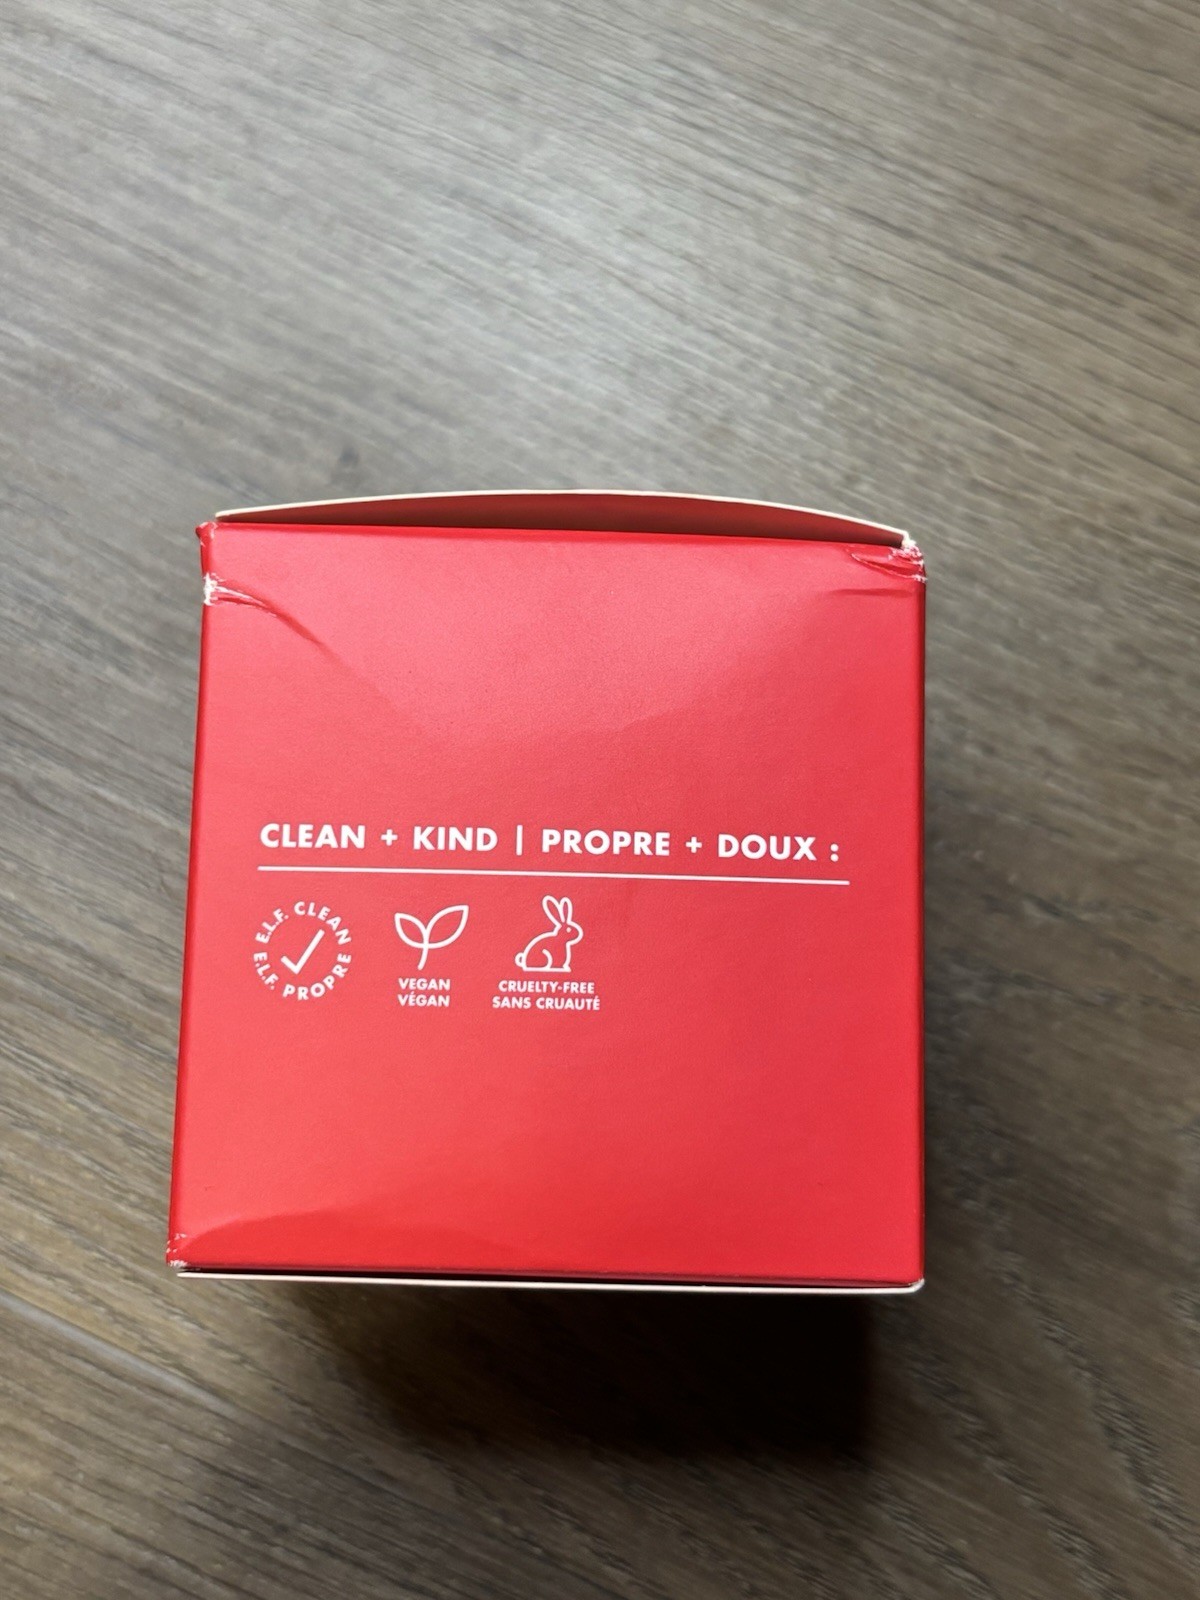 CLEAN + KIND | PROPRE + DOUX :
E.L.F. CLEAN
E.L.F. PROPRE
VEGAN
VÉGAN
CRUELTY-FREE
SANS CRUAUTÉ